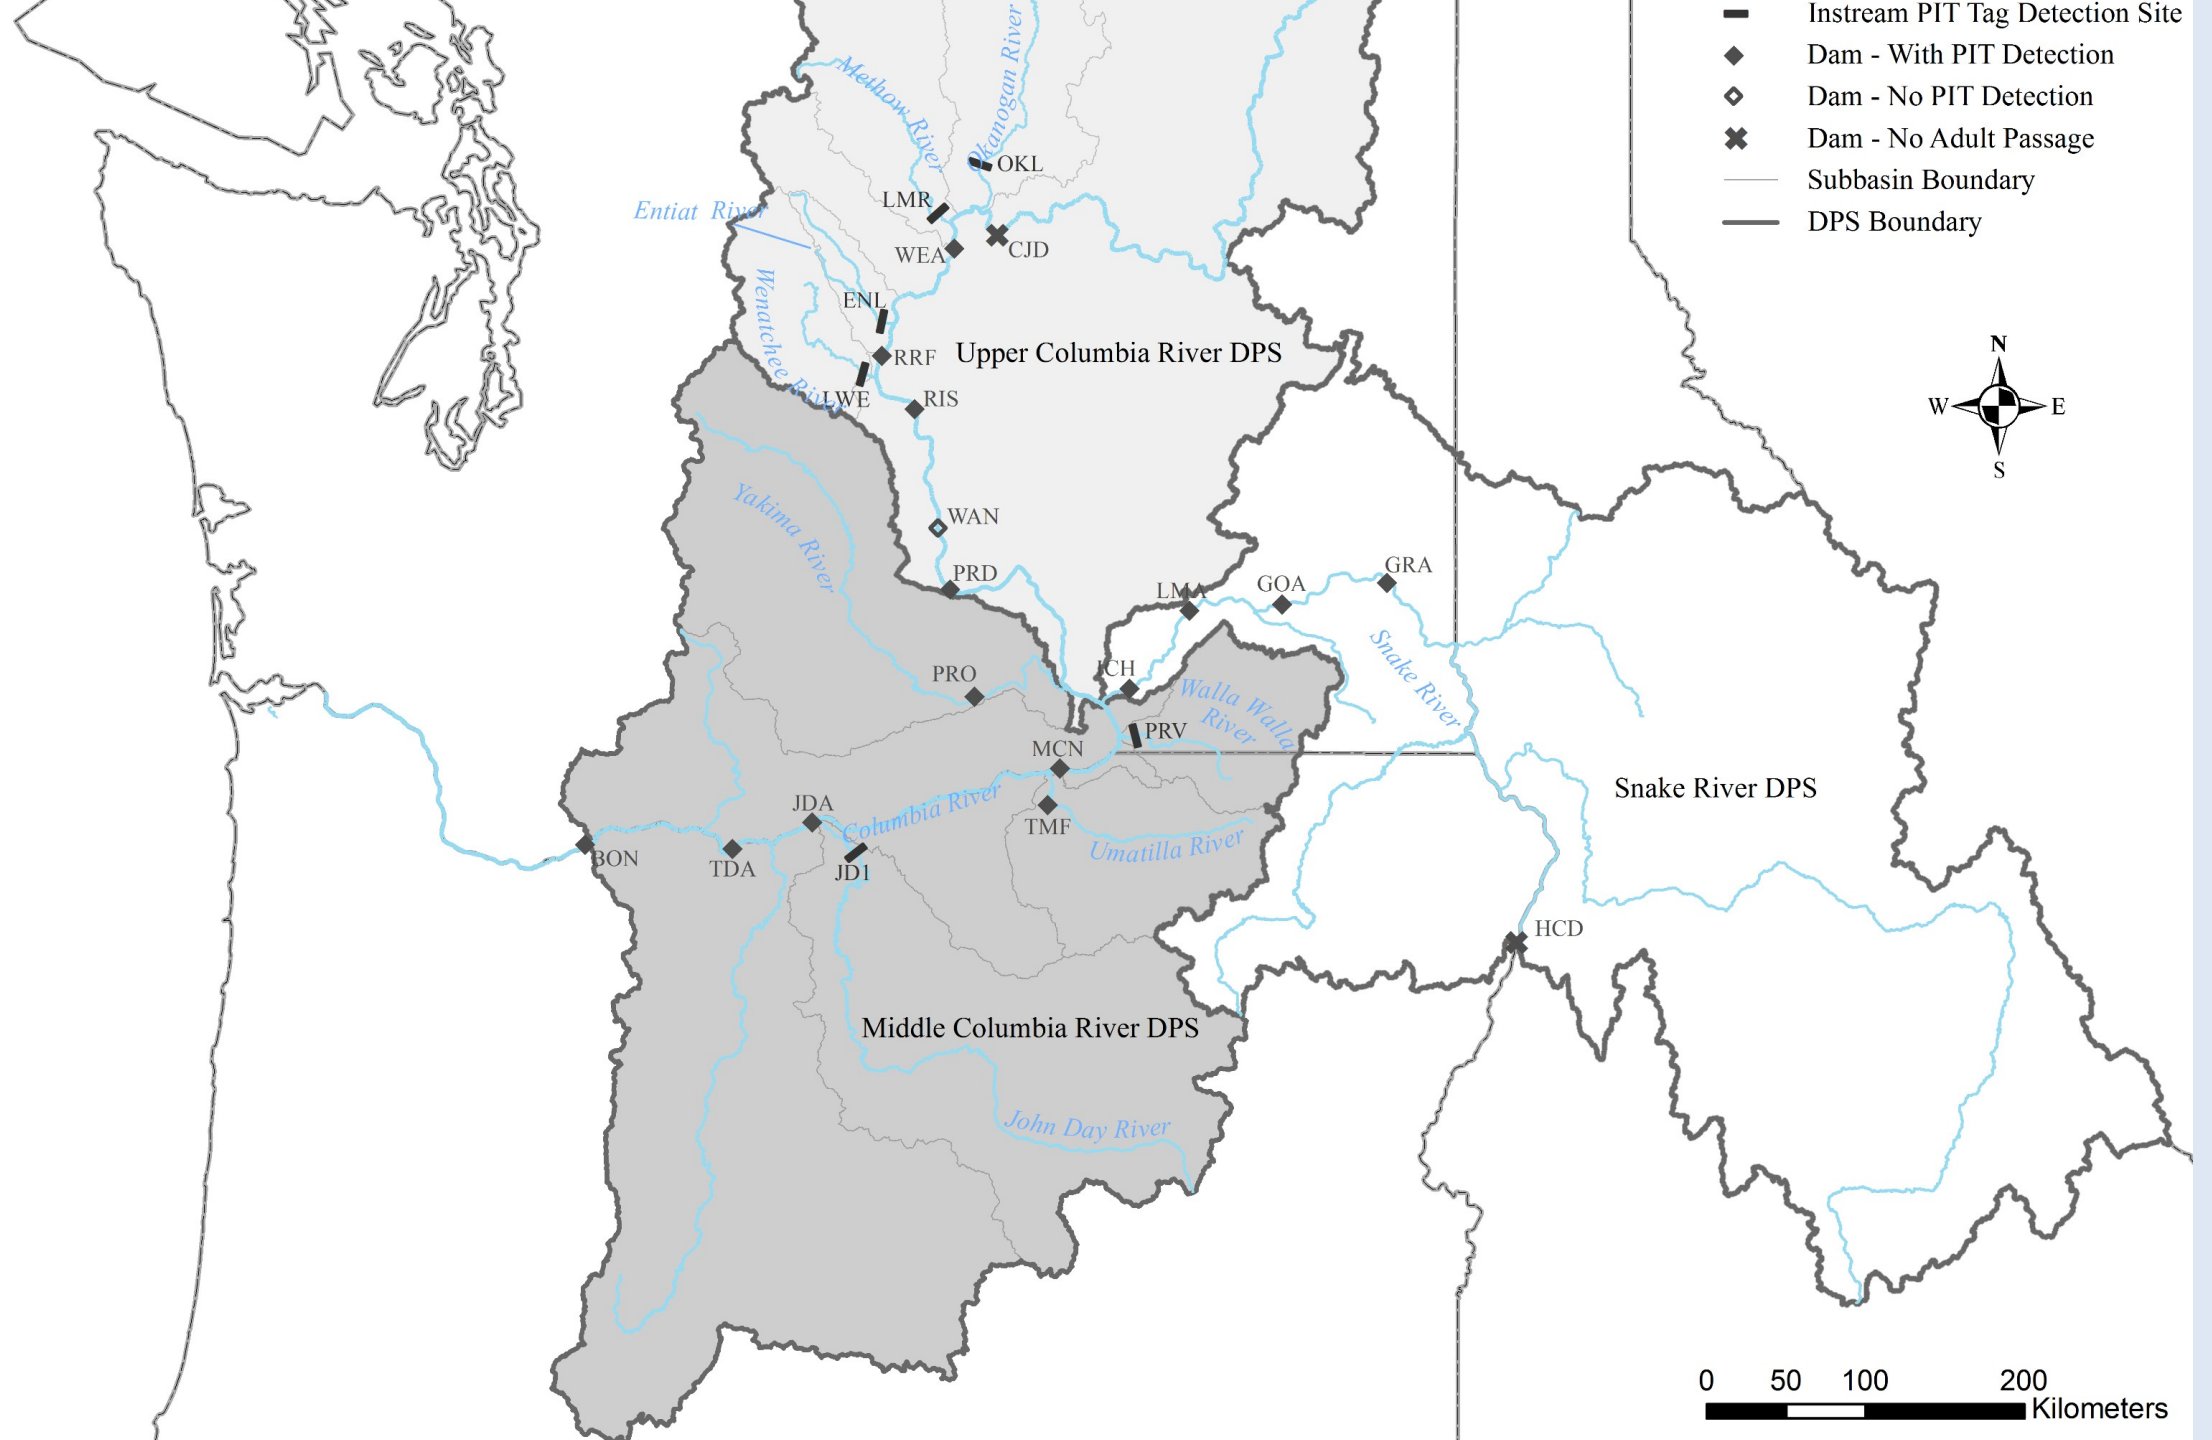 Instream PIT Tag Detection Site
Dam - With PIT Detection
Dam - No PIT Detection
Dam - No Adult Passage
Subbasin Boundary
DPS Boundary
Methow River
Okanogan River
OKL
LMR
Entiat River
WEA
CJD
Wenatchee River
ENL
RRF
Upper Columbia River DPS
LWE
RIS
N
W
E
S
Yakima River
WAN
PRD
LMA
GOA
GRA
PRO
ICH
Snake River
Walla Walla
River
PRV
MCN
JDA
Columbia River
TMF
Umatilla River
Snake River DPS
BON
TDA
JD1
HCD
Middle Columbia River DPS
John Day River
0 50 100 200
Kilometers